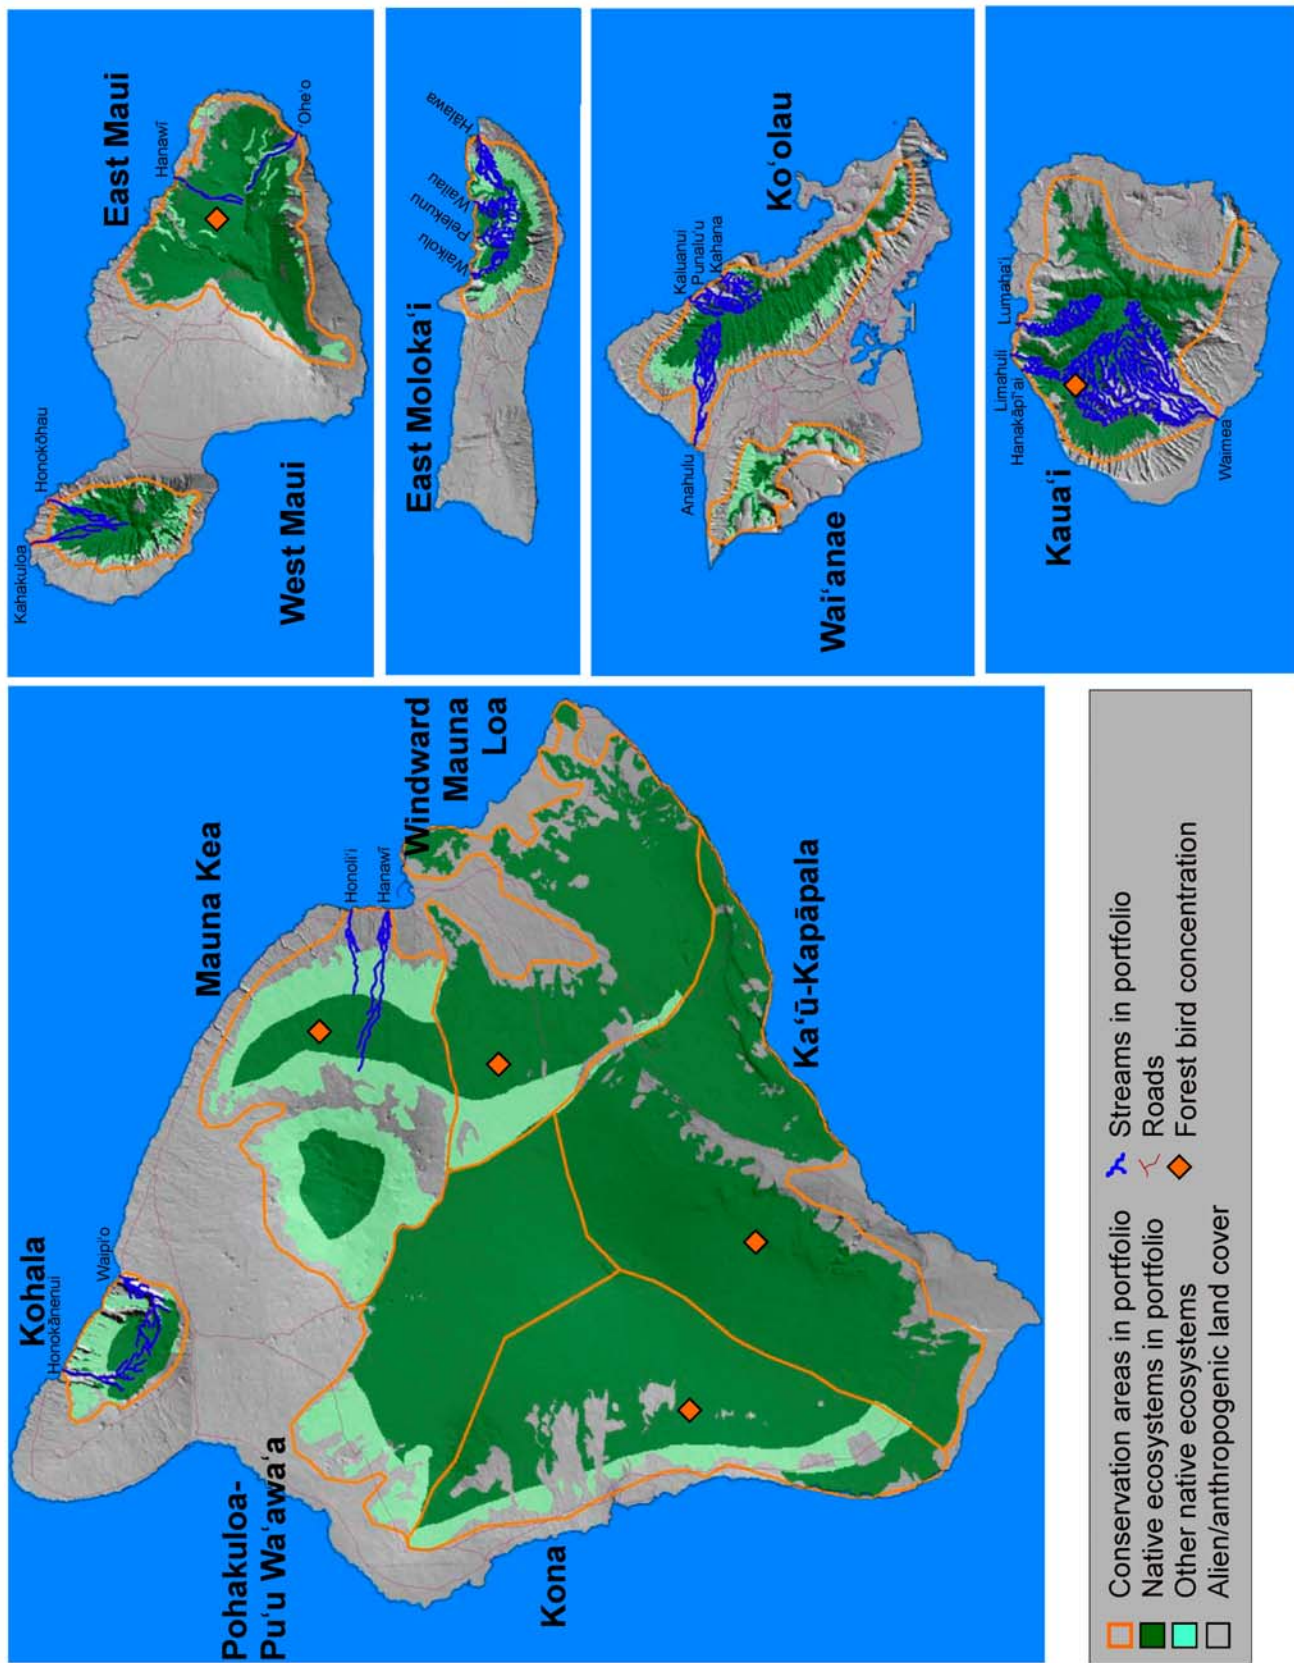 Kohala
Honokānenui
Waipi‘o
Mauna Kea
Honoli‘i
Hanawī
Windward
Mauna
Loa
Pohakuloa-
Pu‘u Wa‘awa‘a
Kona
Ka‘ū-Kapāpala
Kahakuloa
Honokōhau
West Maui
East Maui
Hanawī
‘Ohe‘o
East Moloka‘i
Waikolu
Pelekunu
Wailau
Hālawa
Anahulu
Kaluanui
Punalu‘u
Kahana
Ko‘olau
Wai‘anae
Limahuli
Hanakāpī‘ai
Lumaha‘i
Waimea
Kaua‘i
Conservation areas in portfolio
Native ecosystems in portfolio
Other native ecosystems
Alien/anthropogenic land cover
Streams in portfolio
Roads
Forest bird concentration